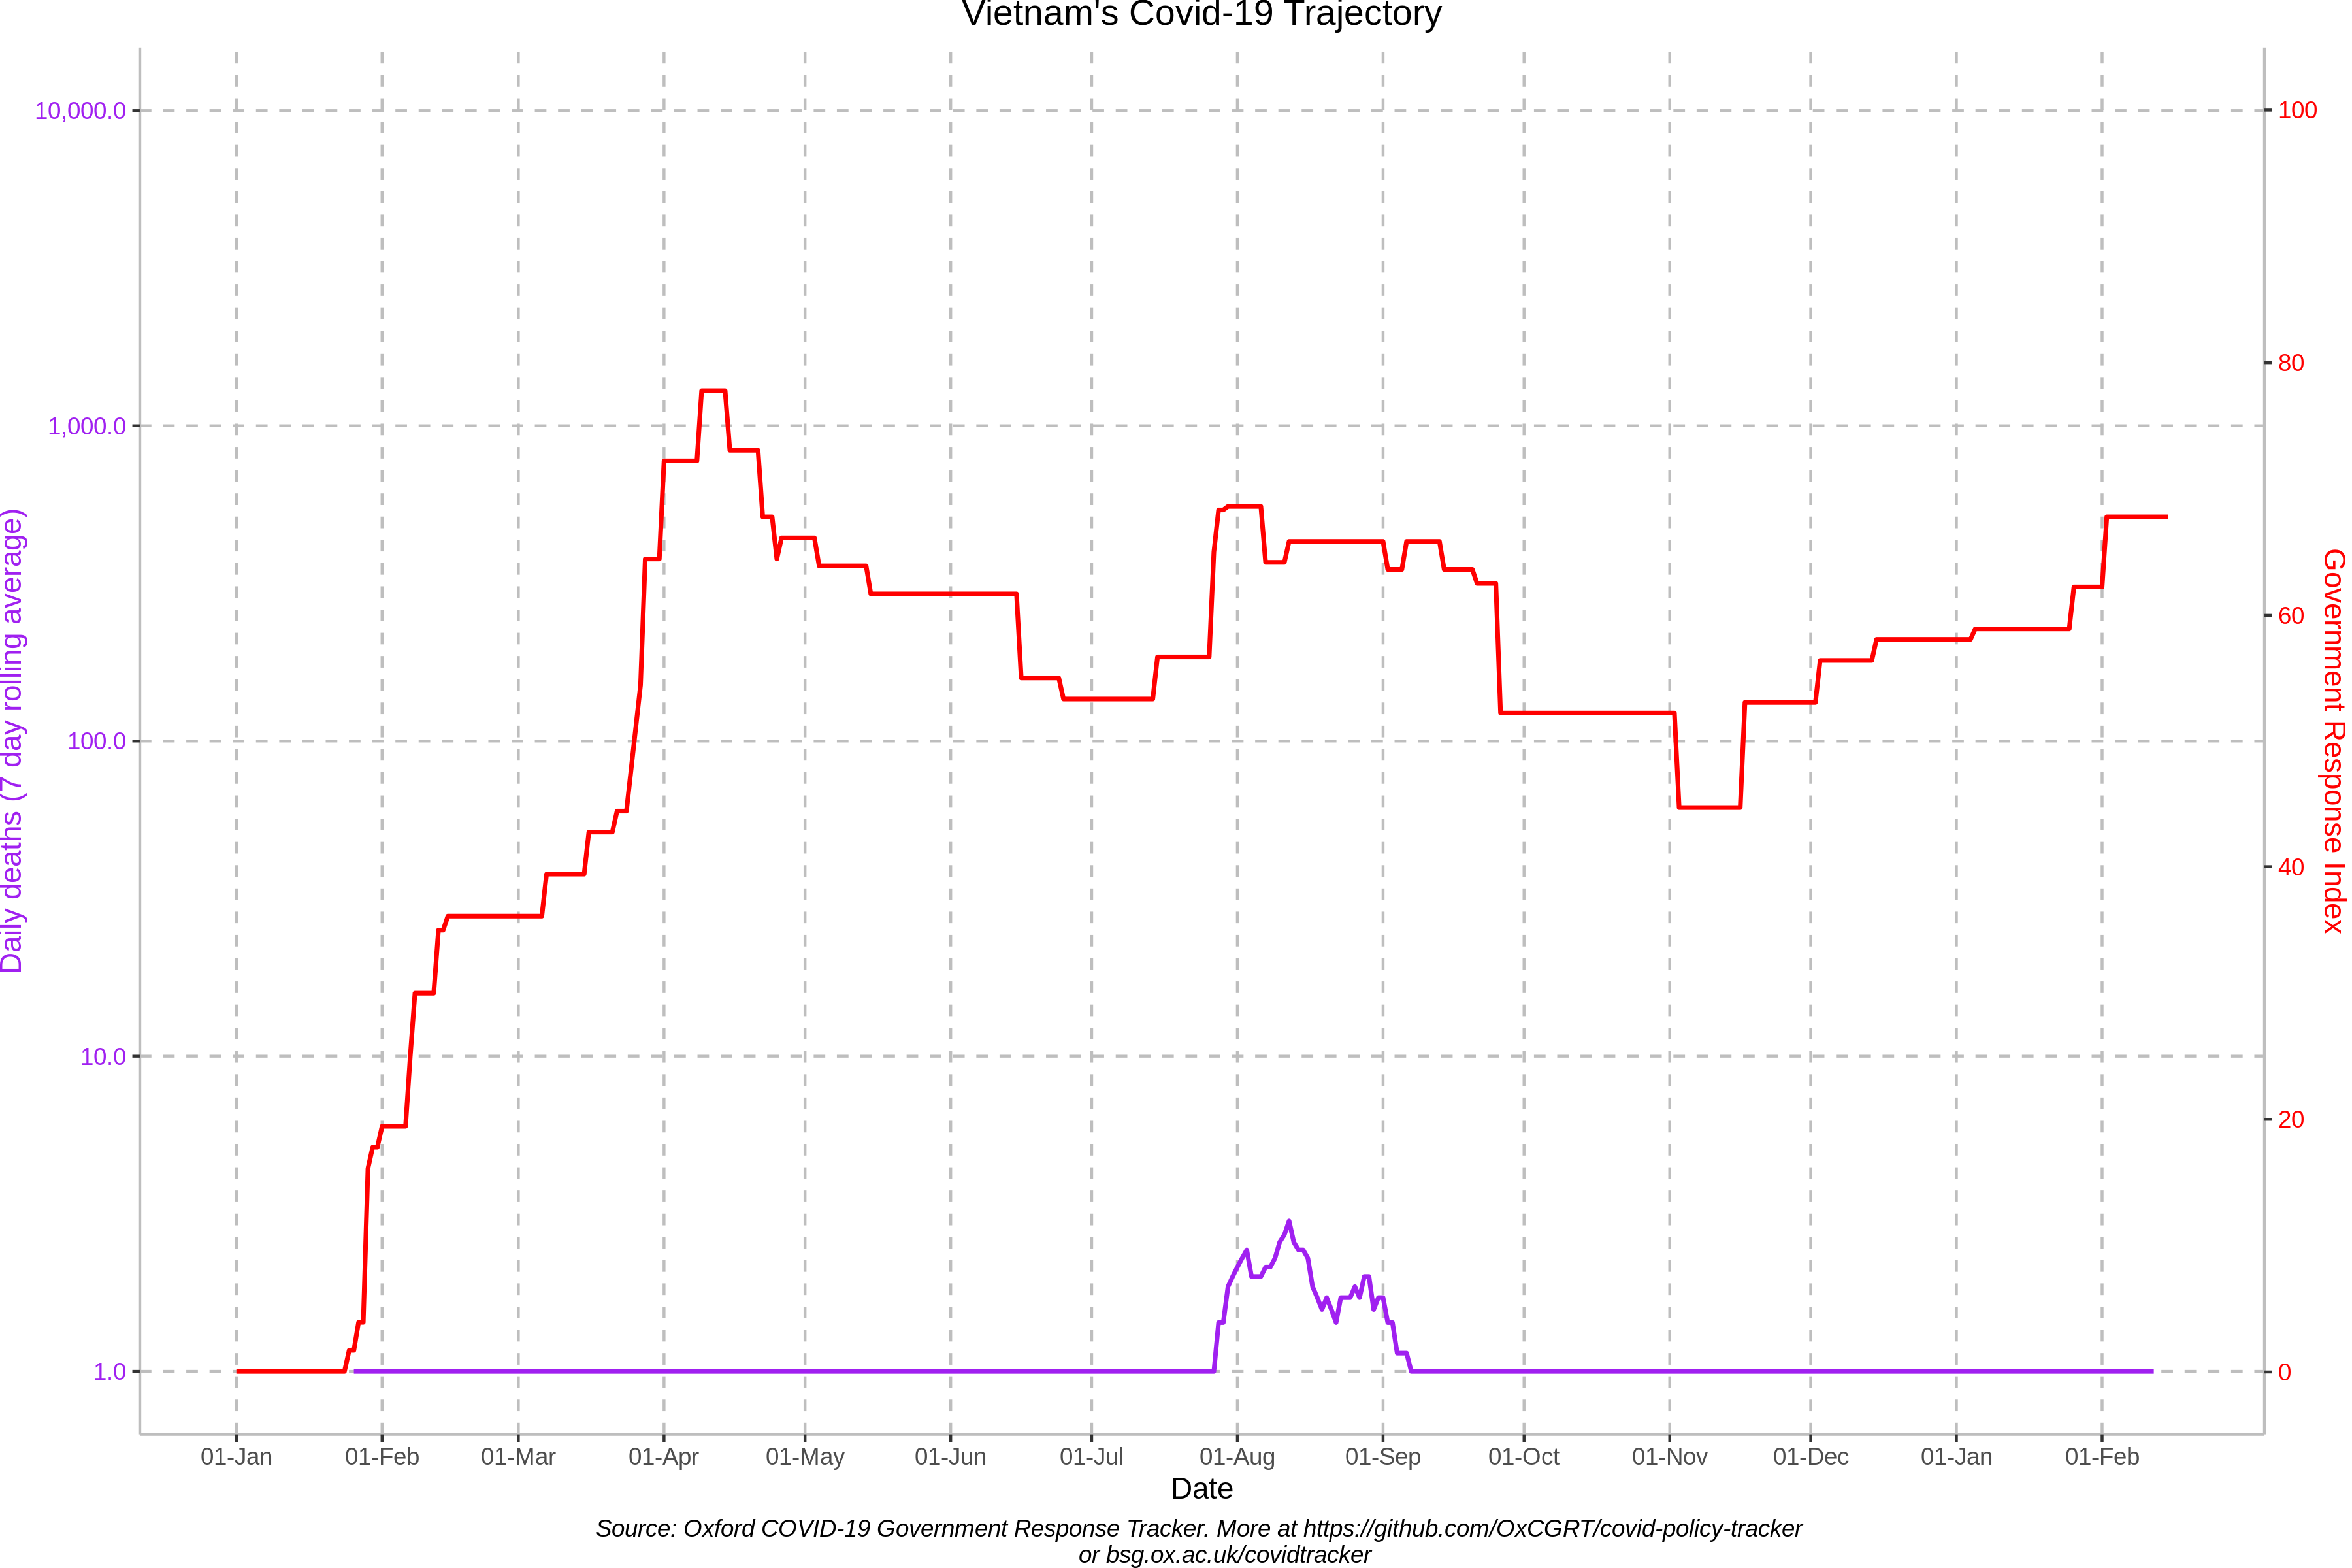 Vietnam's Covid-19 Trajectory
Daily deaths (7 day rolling average)
10,000.0
1,000.0
100.0
10.0
1.0
100
80
60
40
20
0
Government Response Index
01-Jan 01-Feb 01-Mar 01-Apr 01-May 01-Jun 01-Jul 01-Aug 01-Sep 01-Oct 01-Nov 01-Dec 01-Jan 01-Feb
Date
Source: Oxford COVID-19 Government Response Tracker. More at https://github.com/OxCGRT/covid-policy-tracker
or bsg.ox.ac.uk/covidtracker